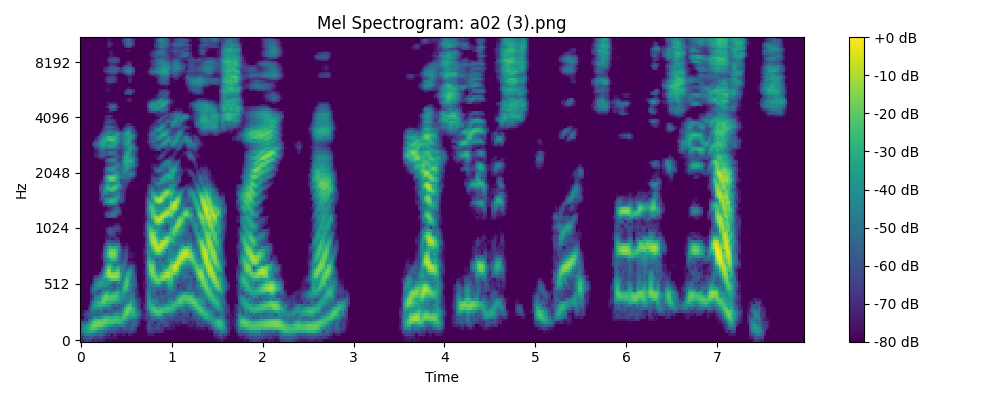 Mel Spectrogram: a02 (3).png
Hz
8192
4096
2048
1024
512
0
0 1 2 3 4 5 6 7
Time
+0 dB
-10 dB
-20 dB
-30 dB
-40 dB
-50 dB
-60 dB
-70 dB
-80 dB